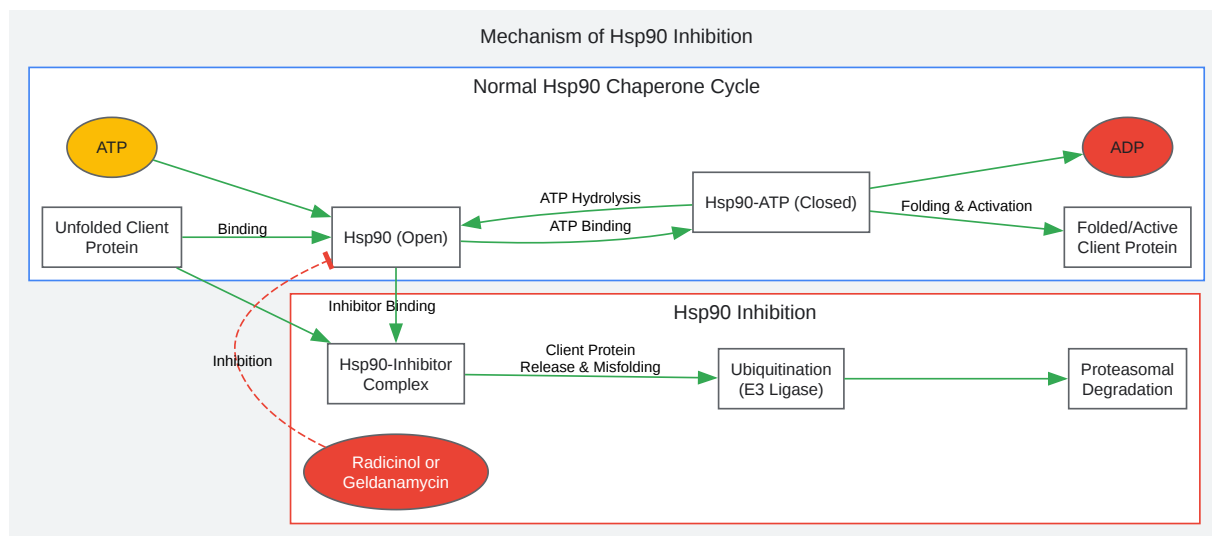 Mechanism of Hsp90 Inhibition
Normal Hsp90 Chaperone Cycle
ATP
ADP
Unfolded Client
Protein
Binding
Hsp90 (Open)
ATP Hydrolysis
ATP Binding
Hsp90-ATP (Closed)
Folding & Activation
Folded/Active
Client Protein
Inhibitor Binding
Hsp90 Inhibition
Inhibition
Hsp90-Inhibitor
Complex
Client Protein
Release & Misfolding
Ubiquitination
(E3 Ligase)
Proteasomal
Degradation
Radicinol or
Geldanamycin